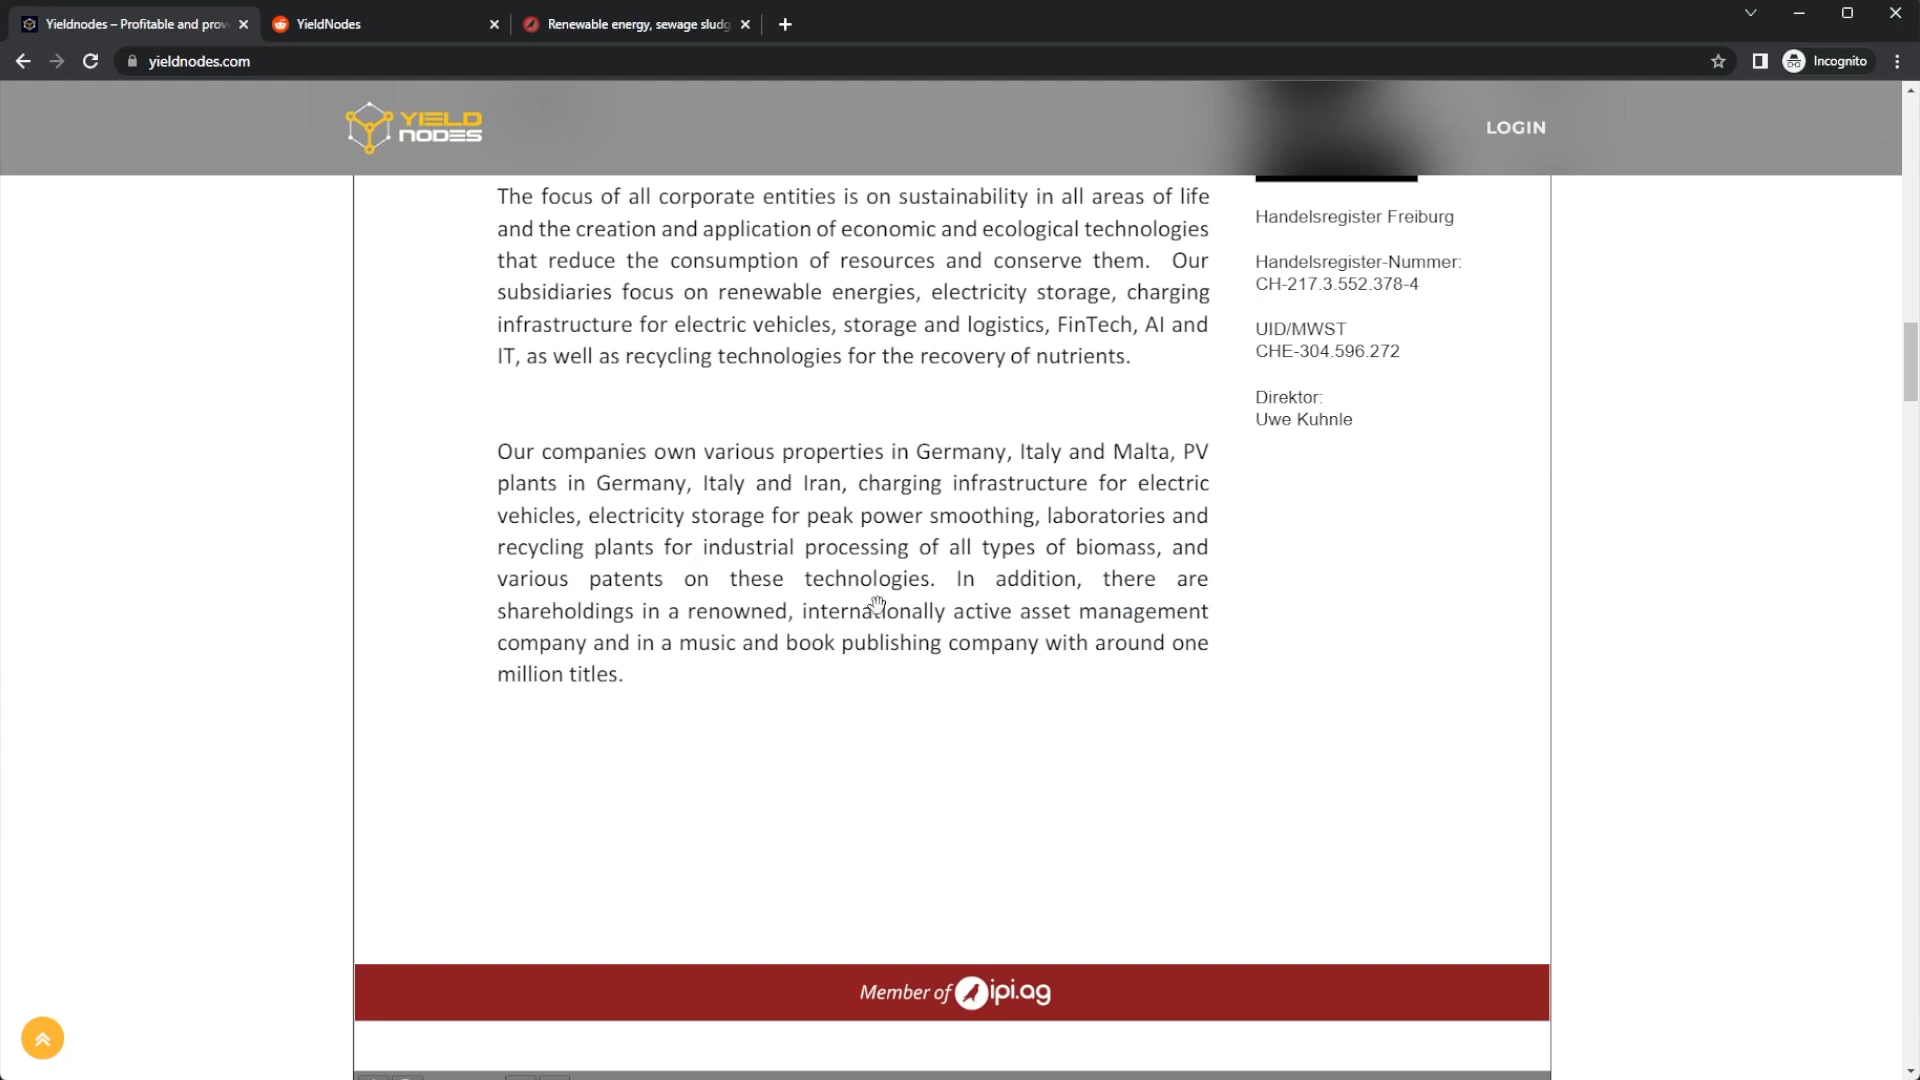 Yieldnodes – Profitable and prov
YieldNodes
Renewable energy, sewage sludg
yieldnodes.com
Incognito
YIELD
NODES
LOGIN
The focus of all corporate entities is on sustainability in all areas of life
and the creation and application of economic and ecological technologies
that reduce the consumption of resources and conserve them. Our
subsidiaries focus on renewable energies, electricity storage, charging
infrastructure for electric vehicles, storage and logistics, FinTech, AI and
IT, as well as recycling technologies for the recovery of nutrients.
Handelsregister Freiburg
Handelsregister-Nummer:
CH-217.3.552.378-4
UID/MWST
CHE-304.596.272
Direktor:
Uwe Kuhnle
Our companies own various properties in Germany, Italy and Malta, PV
plants in Germany, Italy and Iran, charging infrastructure for electric
vehicles, electricity storage for peak power smoothing, laboratories and
recycling plants for industrial processing of all types of biomass, and
various patents on these technologies. In addition, there are
shareholdings in a renowned, internationally active asset management
company and in a music and book publishing company with around one
million titles.
Member of ipi.ag